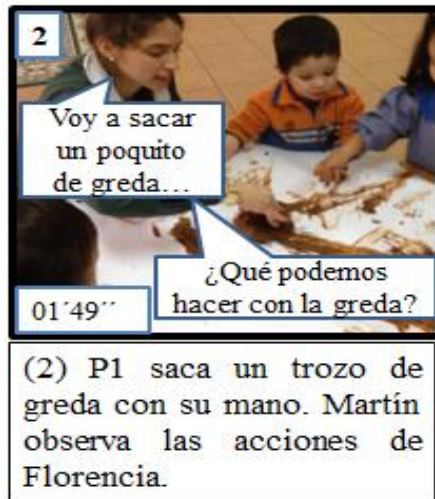 2
Voy a sacar
un poquito
de greda…
¿Qué podemos
hacer con la greda?
01´49´´
(2) P1 saca un trozo de
greda con su mano. Martín
observa las acciones de
Florencia.